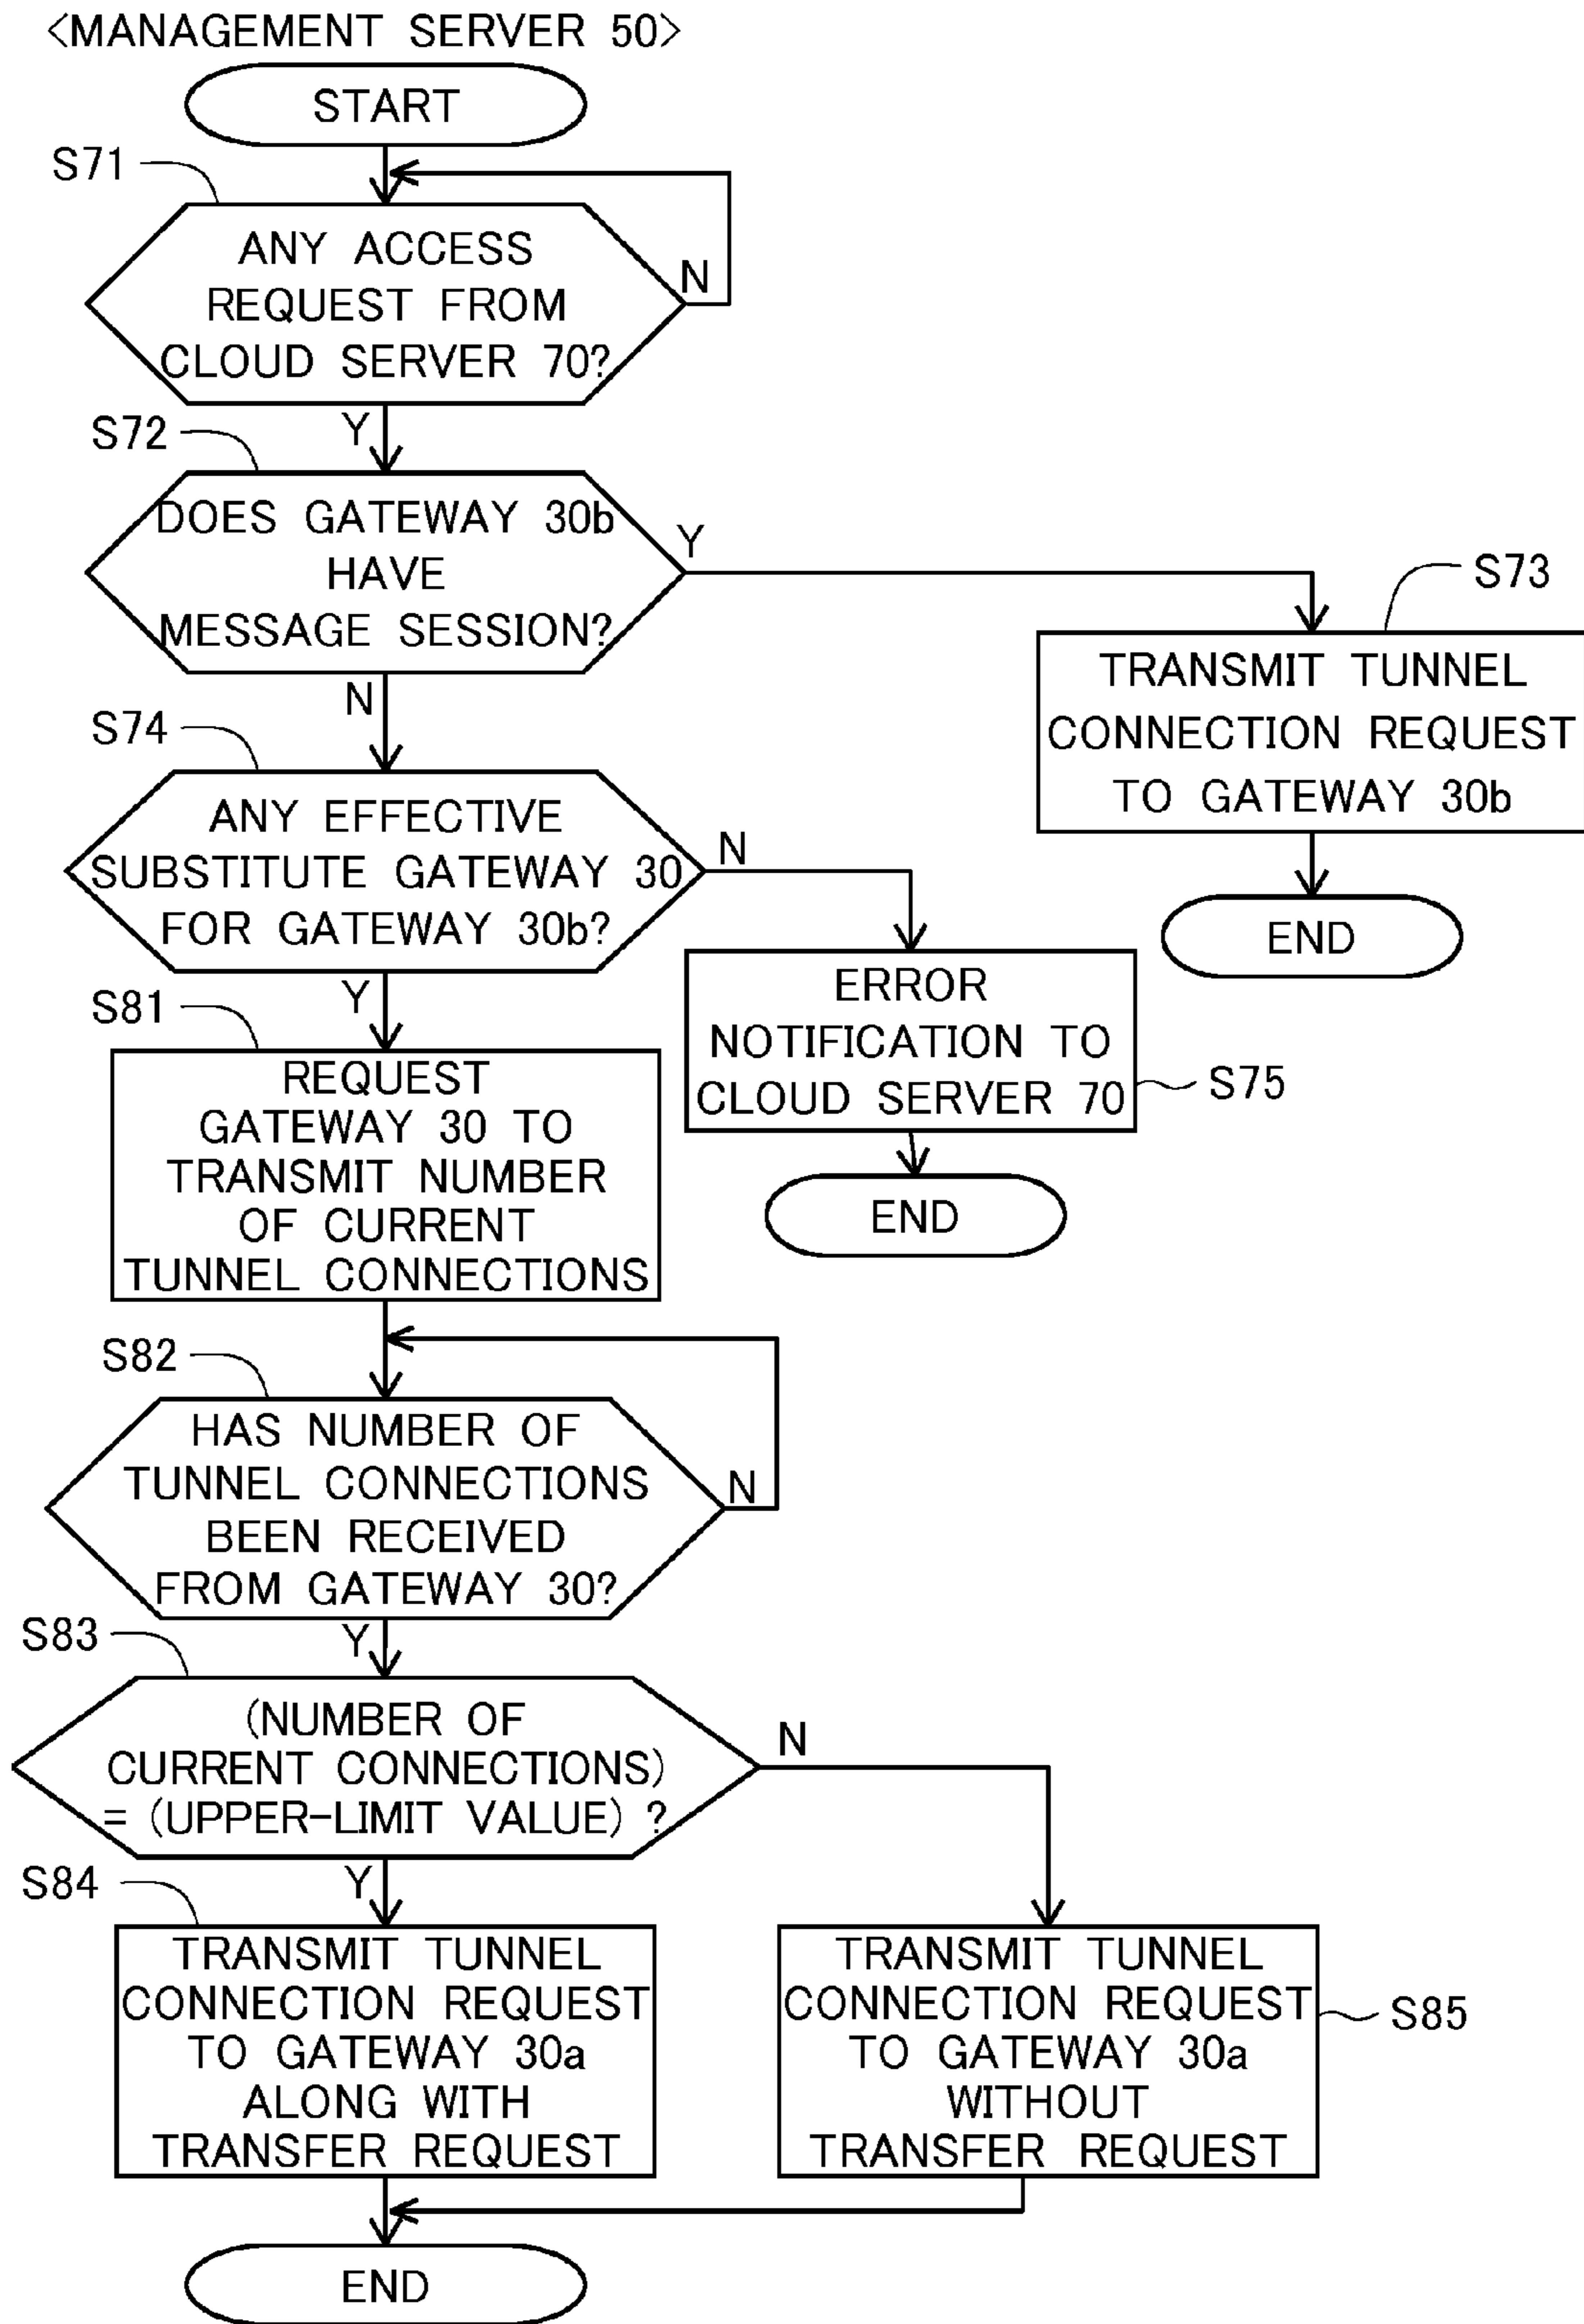 <MANAGEMENT SERVER 50>
START
S71
ANY ACCESS
REQUEST FROM
CLOUD SERVER 70?
N
Y
S72
DOES GATEWAY 30b
HAVE
MESSAGE SESSION?
Y
S73
TRANSMIT TUNNEL
CONNECTION REQUEST
TO GATEWAY 30b
END
N
S74
ANY EFFECTIVE
SUBSTITUTE GATEWAY 30
FOR GATEWAY 30b?
N
ERROR
NOTIFICATION TO
CLOUD SERVER 70
S75
END
Y
S81
REQUEST
GATEWAY 30 TO
TRANSMIT NUMBER
OF CURRENT
TUNNEL CONNECTIONS
S82
HAS NUMBER OF
TUNNEL CONNECTIONS
BEEN RECEIVED
FROM GATEWAY 30?
N
Y
S83
(NUMBER OF
CURRENT CONNECTIONS)
= (UPPER-LIMIT VALUE) ?
N
Y
S84
TRANSMIT TUNNEL
CONNECTION REQUEST
TO GATEWAY 30a
ALONG WITH
TRANSFER REQUEST
TRANSMIT TUNNEL
CONNECTION REQUEST
TO GATEWAY 30a
WITHOUT
TRANSFER REQUEST
S85
END